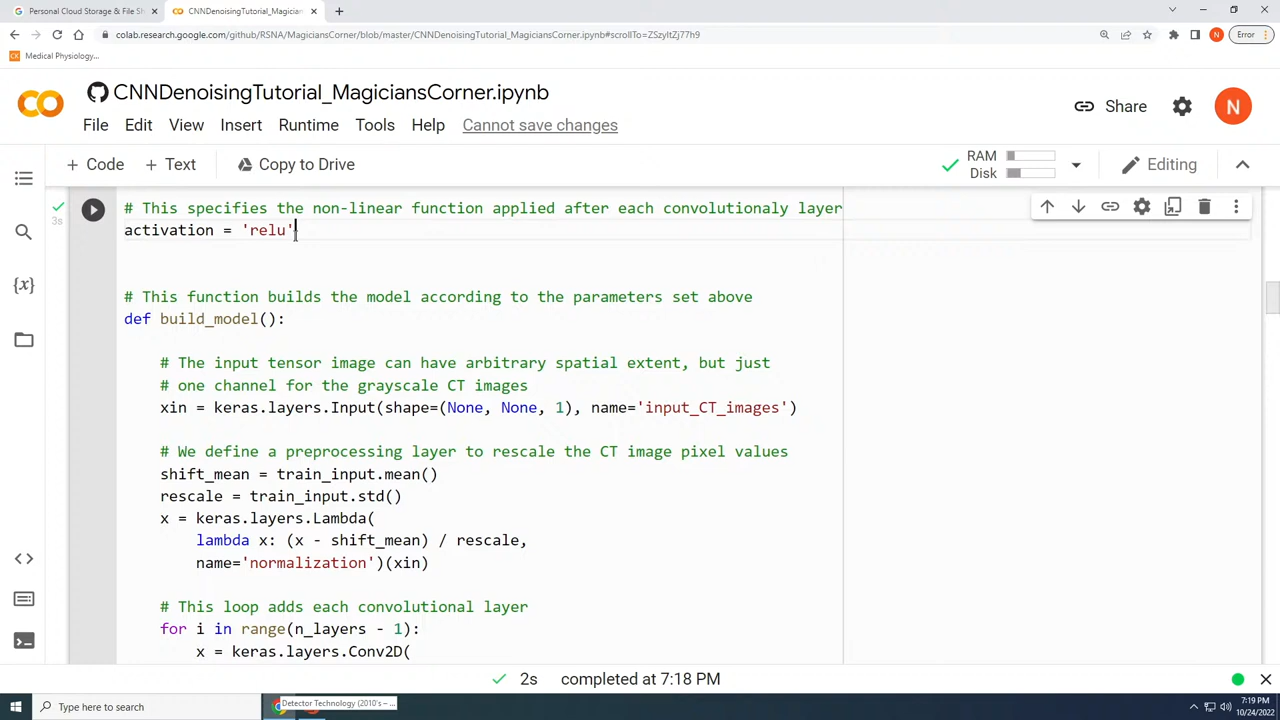 Personal Cloud Storage & File Sh
CNNDenoisingTutorial_Magician
colab.research.google.com/github/RSNA/MagiciansCorner/blob/master/CNNDenoisingTutorial_MagiciansCorner.ipynb#scrollTo=ZSzyltZj77h9
N
Error
Medical Physiology...
CNNDenoisingTutorial_MagiciansCorner.ipynb
Share
N
File Edit View Insert Runtime Tools Help Cannot save changes
+ Code + Text Copy to Drive
RAM
Disk
Editing
3s
# This specifies the non-linear function applied after each convolutionaly layer
activation = 'relu'
# This function builds the model according to the parameters set above
def build_model():
# The input tensor image can have arbitrary spatial extent, but just
# one channel for the grayscale CT images
xin = keras.layers.Input(shape=(None, None, 1), name='input_CT_images')
# We define a preprocessing layer to rescale the CT image pixel values
shift_mean = train_input.mean()
rescale = train_input.std()
x = keras.layers.Lambda(
lambda x: (x - shift_mean) / rescale,
name='normalization')(xin)
# This loop adds each convolutional layer
for i in range(n_layers - 1):
x = keras.layers.Conv2D(
{x}
2s completed at 7:18 PM
Type here to search
Detector Technology (2010's – ...
7:19 PM
10/24/2022